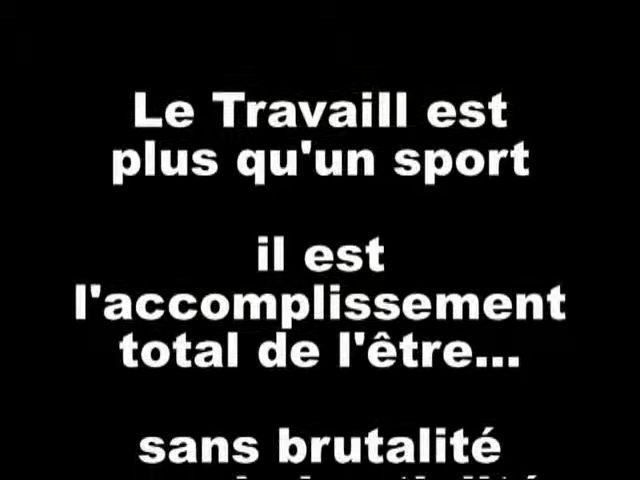 Le Travaill est
plus qu'un sport
il est
l'accomplissement
total de l'être...
sans brutalité